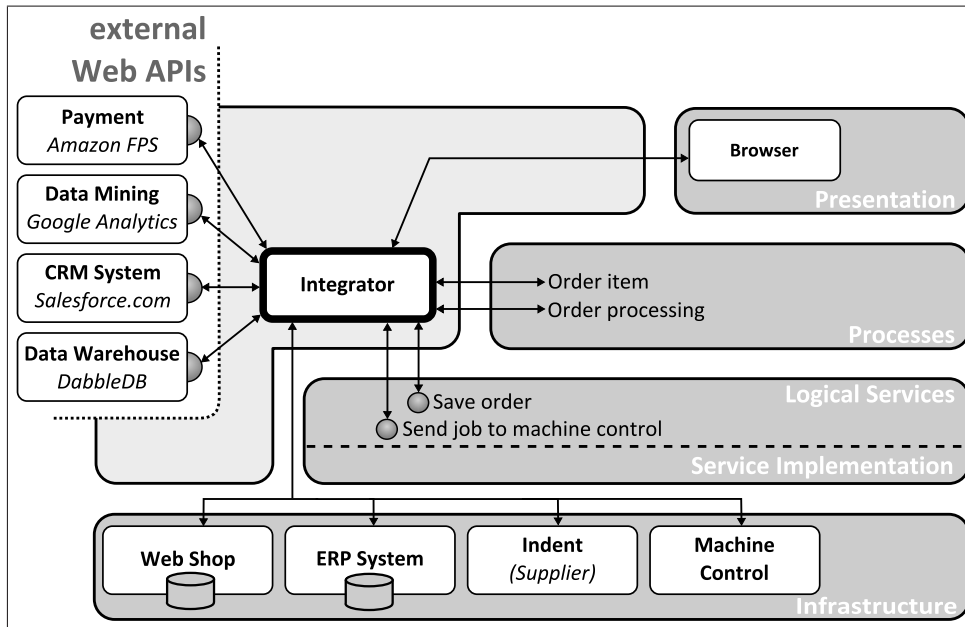 external
Web APIs
Payment
Amazon FPS
Data Mining
Google Analytics
CRM System
Salesforce.com
Data Warehouse
DabbleDB
Integrator
Browser
Presentation
Order item
Order processing
Processes
Logical Services
Save order
Send job to machine control
Service Implementation
Web Shop
ERP System
Indent
(Supplier)
Machine
Control
Infrastructure